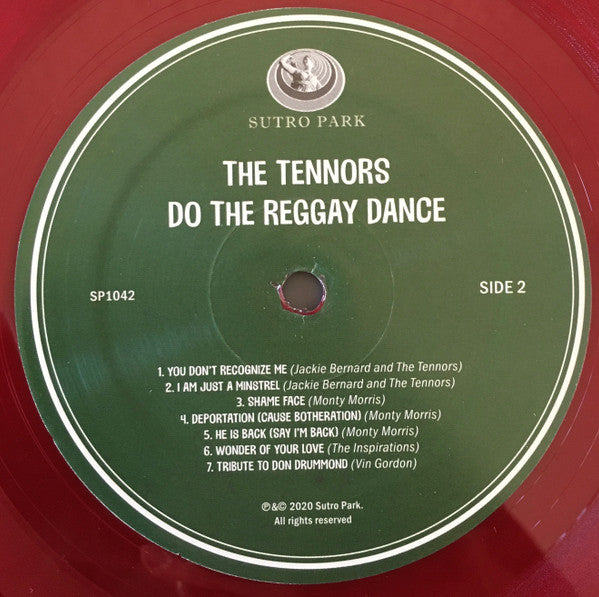 SUTRO PARK
THE TENNORS
DO THE REGGAY DANCE
SP1042
SIDE 2
1. YOU DON'T RECOGNIZE ME (Jackie Bernard and The Tennors)
2. I AM JUST A MINSTREL (Jackie Bernard and The Tennors)
3. SHAME FACE (Monty Morris)
4. DEPORTATION (CAUSE BOTHERATION) (Monty Morris)
5. HE IS BACK (SAY I'M BACK) (Monty Morris)
6. WONDER OF YOUR LOVE (The Inspirations)
7. TRIBUTE TO DON DRUMMOND (Vin Gordon)
℗&© 2020 Sutro Park.
All rights reserved